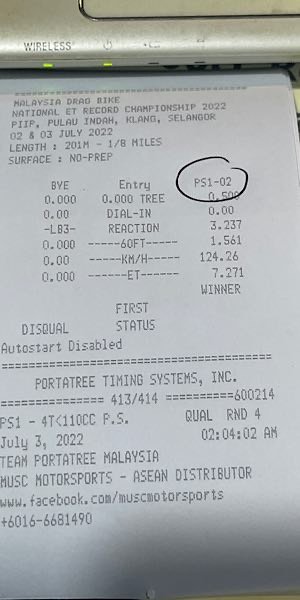 WIRELESS
MALAYSIA DRAG BIKE
NATIONAL ET RECORD CHAMPIONSHIP 2022
PIIP, PULAU INDAH, KLANG, SELANGOR
02 & 03 JULY 2022
LENGTH : 201M - 1/8 MILES
SURFACE : NO-PREP
BYE Entry PS1-02
0.000 0.000 TREE 0.500
0.00 DIAL-IN 0.00
-LB3- REACTION 3.237
0.000 ------60FT----- 1.561
0.00 ------KM/H----- 124.26
0.000 -------ET------ 7.271
WINNER
FIRST
DISQUAL STATUS
Autostart Disabled
========================================
PORTATREE TIMING SYSTEMS, INC.
================ 413/414 ==========600214
PS1 - 4T<110CC P.S. QUAL RND 4
July 3, 2022 02:04:02 AM
TEAM PORTATREE MALAYSIA
MUSC MOTORSPORTS - ASEAN DISTRIBUTOR
www.facebook.com/muscmotorsports
+6016-6681490